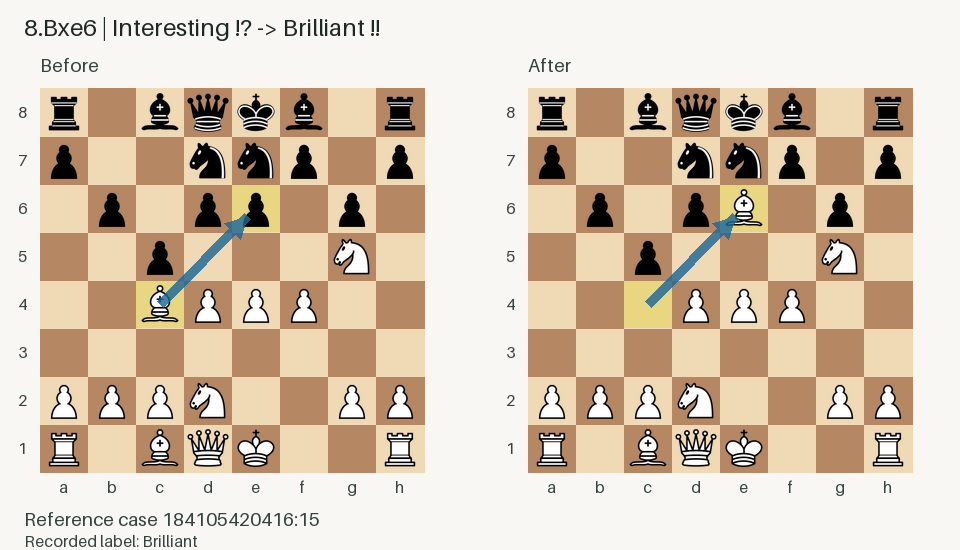 8.Bxe6 | Interesting !? -> Brilliant !!
Before After
8 8
7 7
6 6
5 5
4 4
3 3
2 2
1 1
a b c d e f g h a b c d e f g h
Reference case 184105420416:15
Recorded label: Brilliant